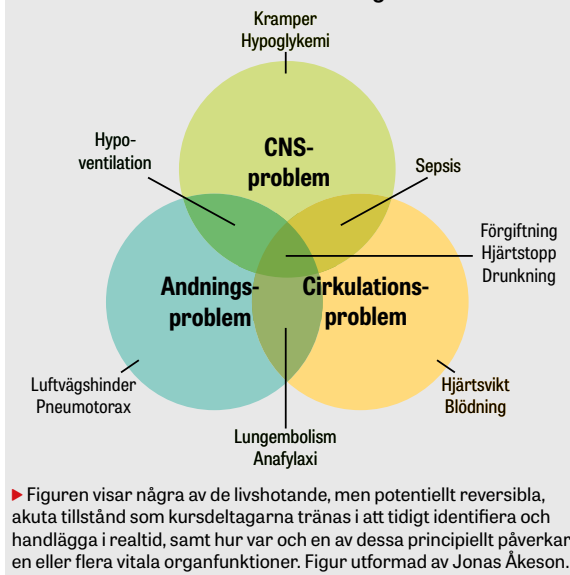 Kramper
Hypoglykemi
CNS-
problem
Hypo-
ventilation
Sepsis
Förgiftning
Hjärtstopp
Drunkning
Andnings-
problem
Cirkulations-
problem
Luftvägshinder
Pneumotorax
Hjärtsvikt
Blödning
Lungembolism
Anafylaxi
▶ Figuren visar några av de livshotande, men potentiellt reversibla,
akuta tillstånd som kursdeltagarna tränas i att tidigt identifiera och
handlägga i realtid, samt hur var och en av dessa principiellt påverkar
en eller flera vitala organfunktioner. Figur utformad av Jonas Åkeson.